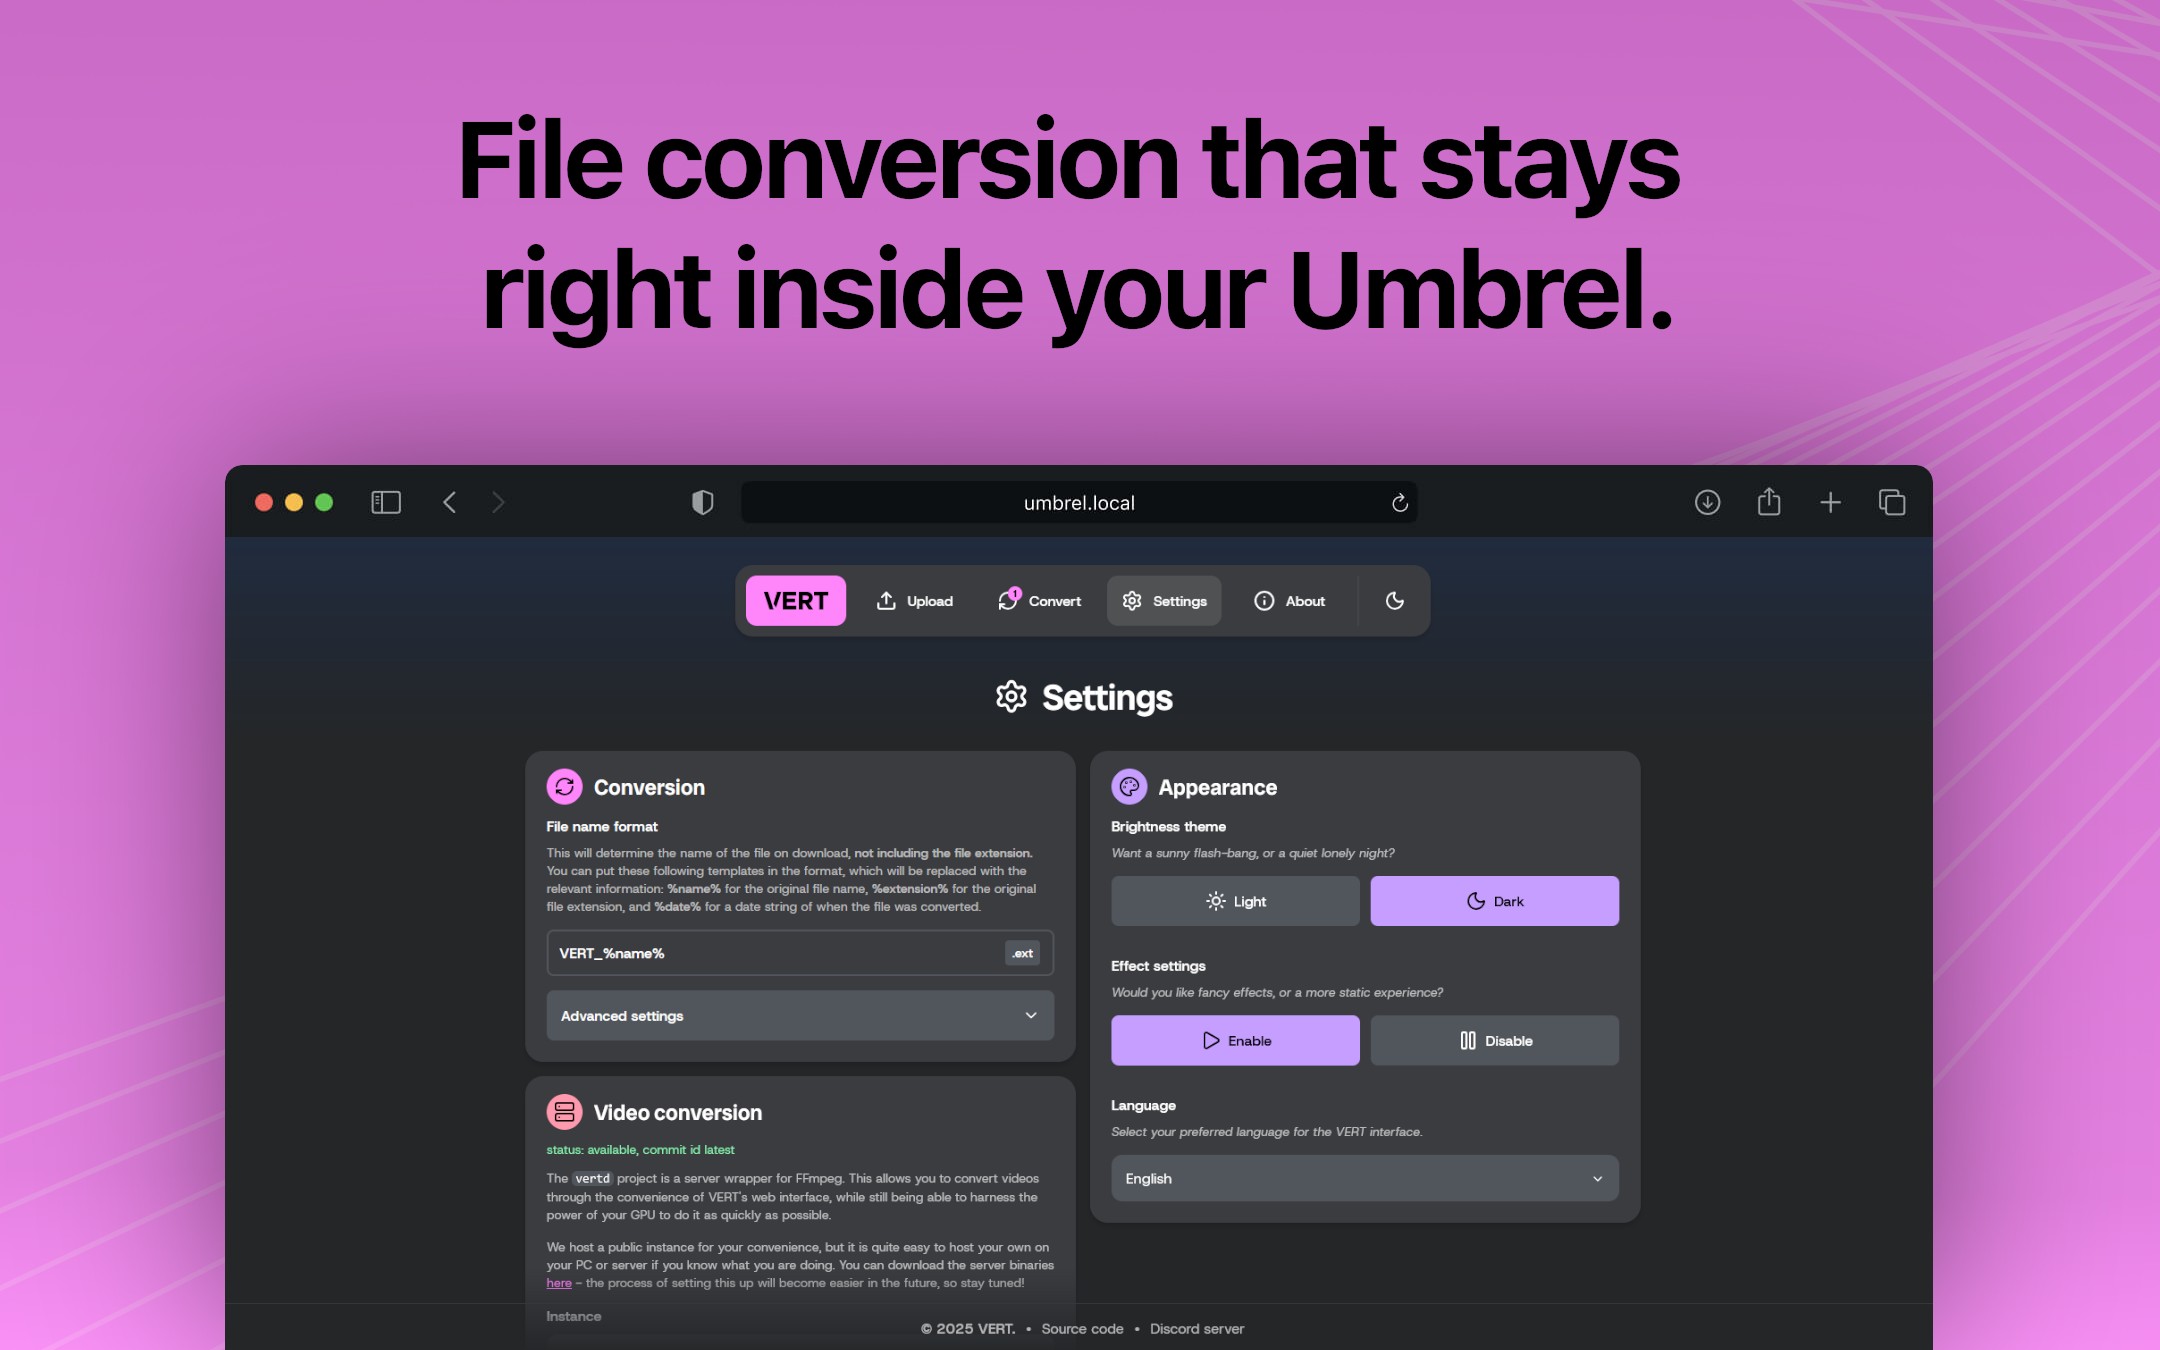 File conversion that stays
right inside your Umbrel.
umbrel.local
VERT
Upload
1
Convert
Settings
About
Settings
Conversion
File name format
This will determine the name of the file on download, not including the file extension.
You can put these following templates in the format, which will be replaced with the
relevant information: %name% for the original file name, %extension% for the original
file extension, and %date% for a date string of when the file was converted.
VERT_%name%
.ext
Advanced settings
Video conversion
status: available, commit id latest
The vertd project is a server wrapper for FFmpeg. This allows you to convert videos
through the convenience of VERT's web interface, while still being able to harness the
power of your GPU to do it as quickly as possible.
We host a public instance for your convenience, but it is quite easy to host your own on
your PC or server if you know what you are doing. You can download the server binaries
here – the process of setting this up will become easier in the future, so stay tuned!
Instance
Appearance
Brightness theme
Want a sunny flash-bang, or a quiet lonely night?
Light
Dark
Effect settings
Would you like fancy effects, or a more static experience?
Enable
Disable
Language
Select your preferred language for the VERT interface.
English
© 2025 VERT. • Source code • Discord server